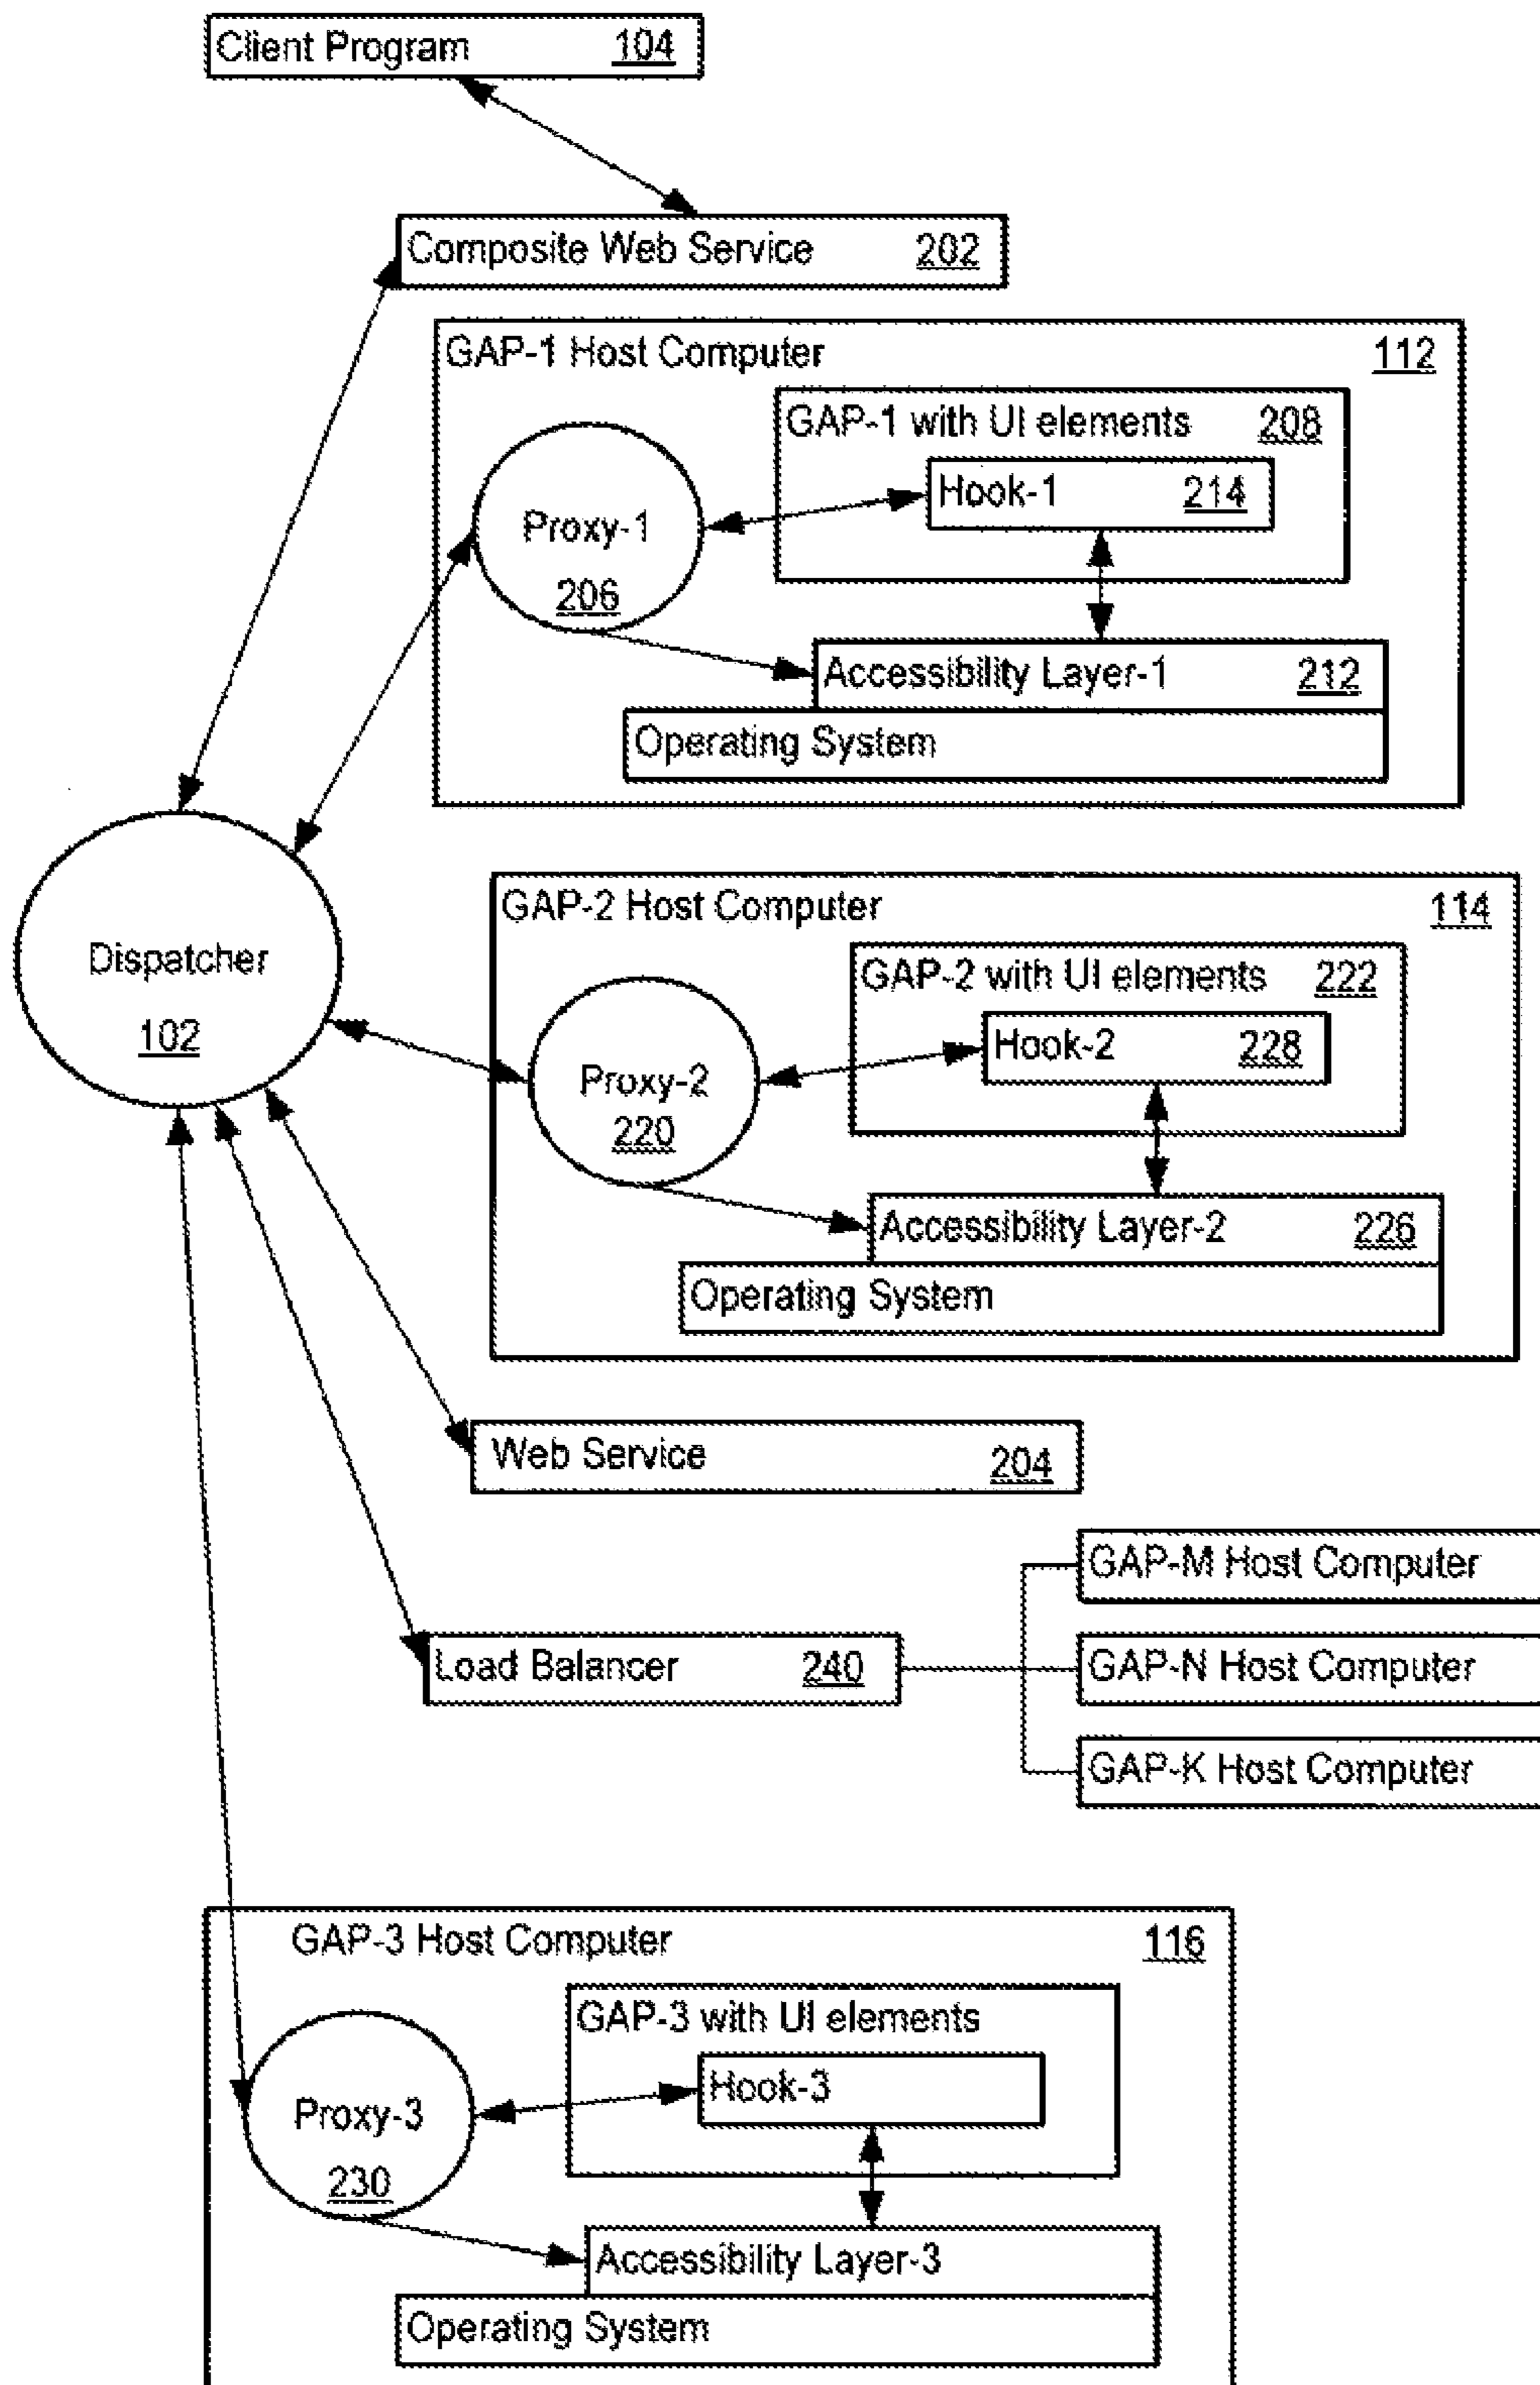 Client Program 104
Composite Web Service 202
GAP-1 Host Computer 112
GAP-1 with UI elements 208
Hook-1 214
Proxy-1
206
Accessibility Layer-1 212
Operating System
Dispatcher
102
GAP-2 Host Computer 114
GAP-2 with UI elements 222
Hook-2 228
Proxy-2
220
Accessibility Layer-2 226
Operating System
Web Service 204
GAP-M Host Computer
Load Balancer 240
GAP-N Host Computer
GAP-K Host Computer
GAP-3 Host Computer 116
GAP-3 with UI elements
Hook-3
Proxy-3
230
Accessibility Layer-3
Operating System